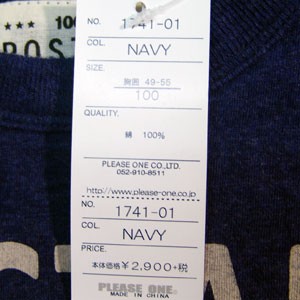 100
NO. 1741-01
COL. NAVY
SIZE.
胸囲 49-55
100
QUALITY.
綿 100%
PLEASE ONE CO.,LTD.
052-910-8511
http://www.please-one.co.jp
NO. 1741-01
COL. NAVY
PRICE.
本体価格¥2,900+税
PLEASE ONE.
MADE IN CHINA